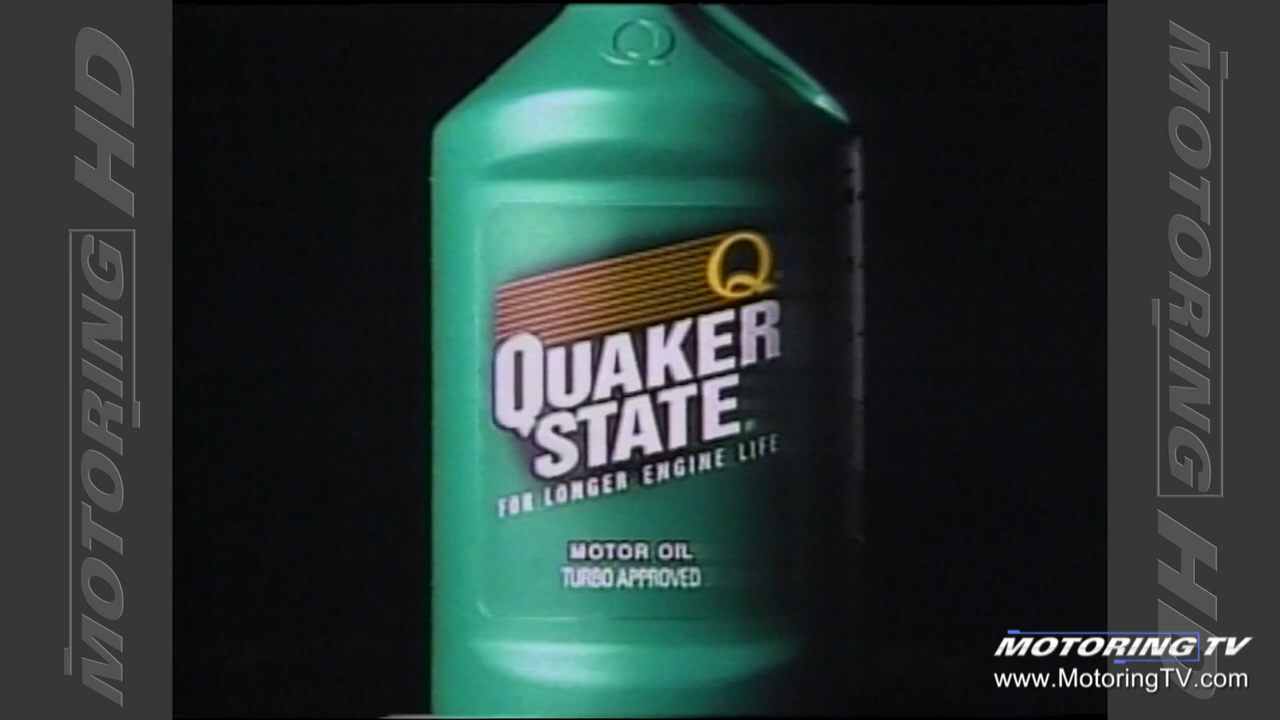 MOTORING HD
Q
Q
QUAKER
STATE
FOR LONGER ENGINE LIFE
MOTOR OIL
TURBO APPROVED
MOTORING HD
MOTORING TV
www.MotoringTV.com